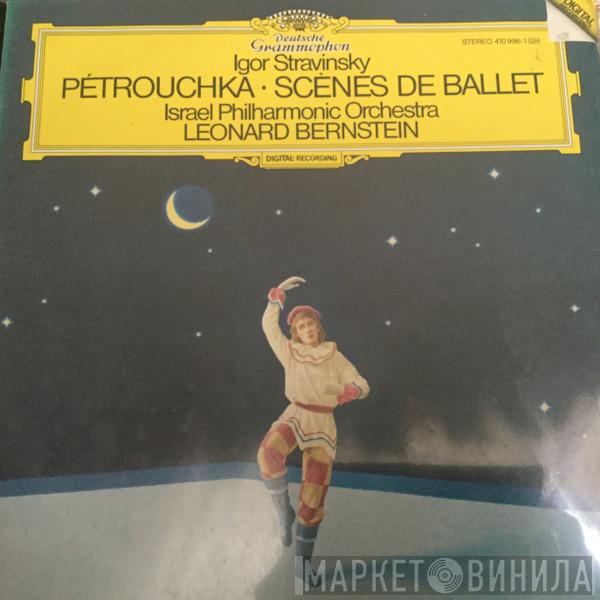 Deutsche
Grammophon
STEREO 410 996-1 GH
DIGITAL
Igor Stravinsky
PÉTROUCHKA · SCÈNES DE BALLET
Israel Philharmonic Orchestra
LEONARD BERNSTEIN
DIGITAL RECORDING
МАРКЕТ ВИНИЛА